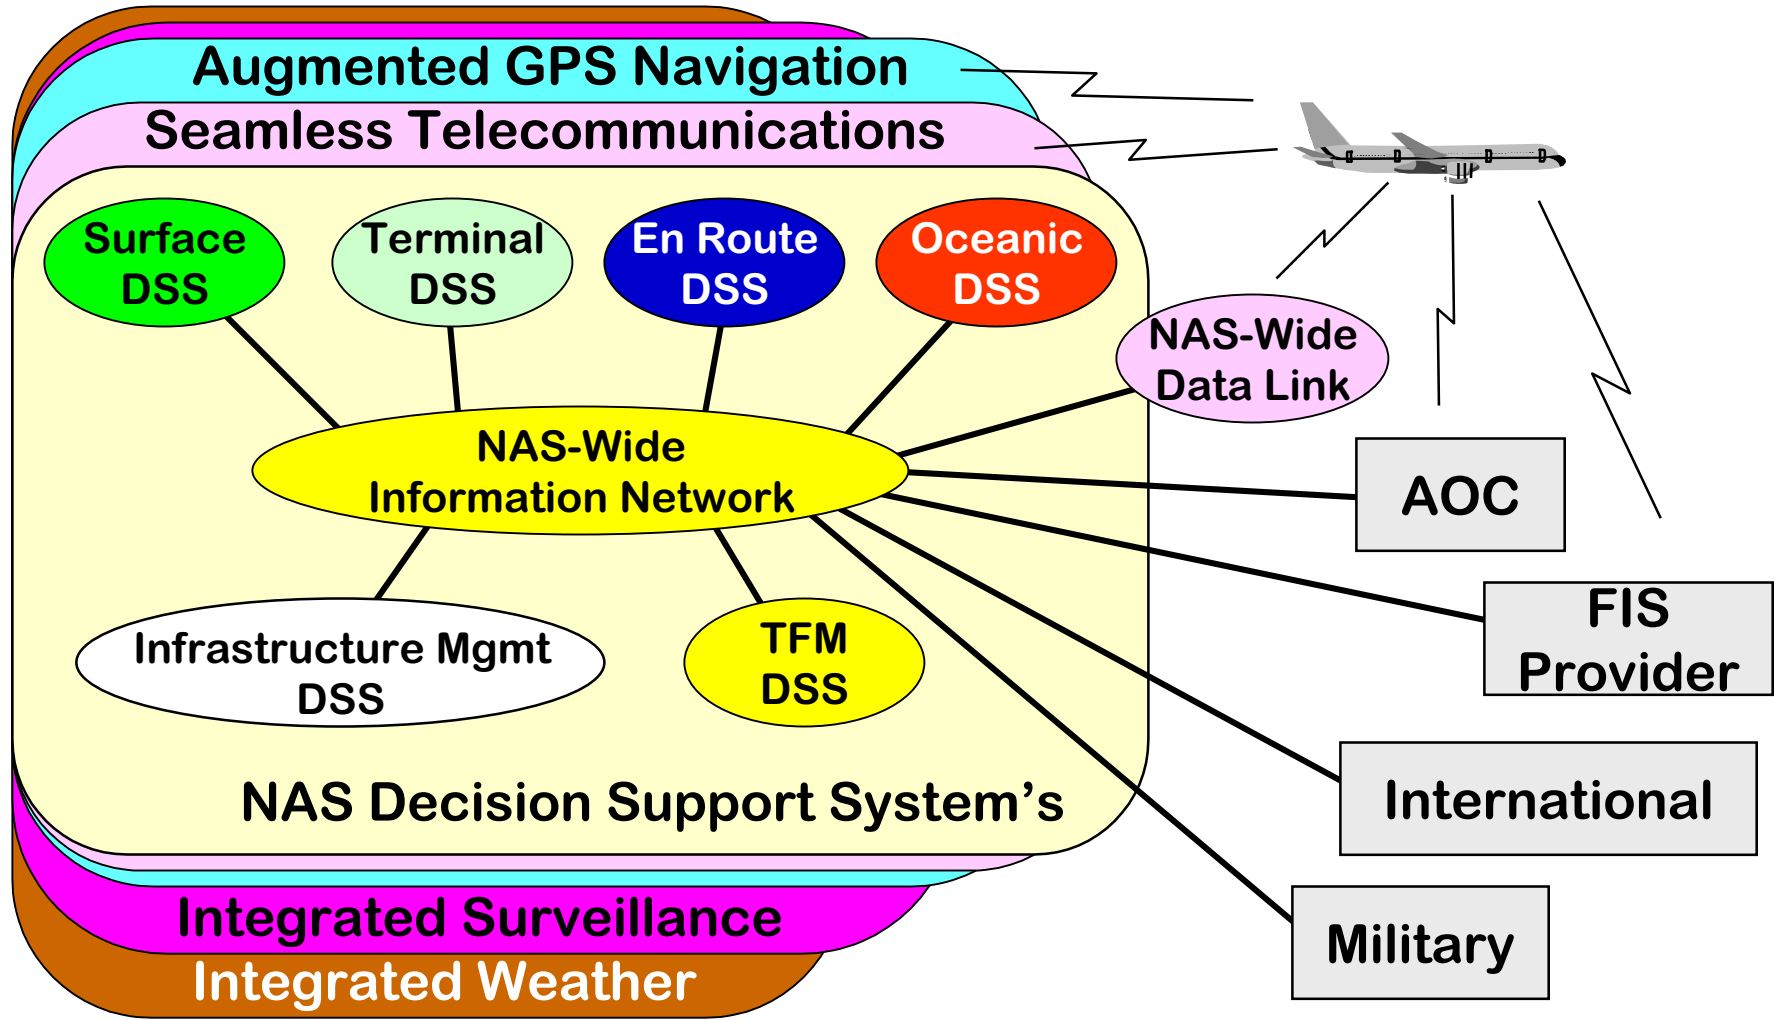 Augmented GPS Navigation
Seamless Telecommunications
Surface
DSS
Terminal
DSS
En Route
DSS
Oceanic
DSS
NAS-Wide
Data Link
NAS-Wide
Information Network
AOC
FIS
Provider
Infrastructure Mgmt
DSS
TFM
DSS
International
NAS Decision Support System’s
Military
Integrated Surveillance
Integrated Weather